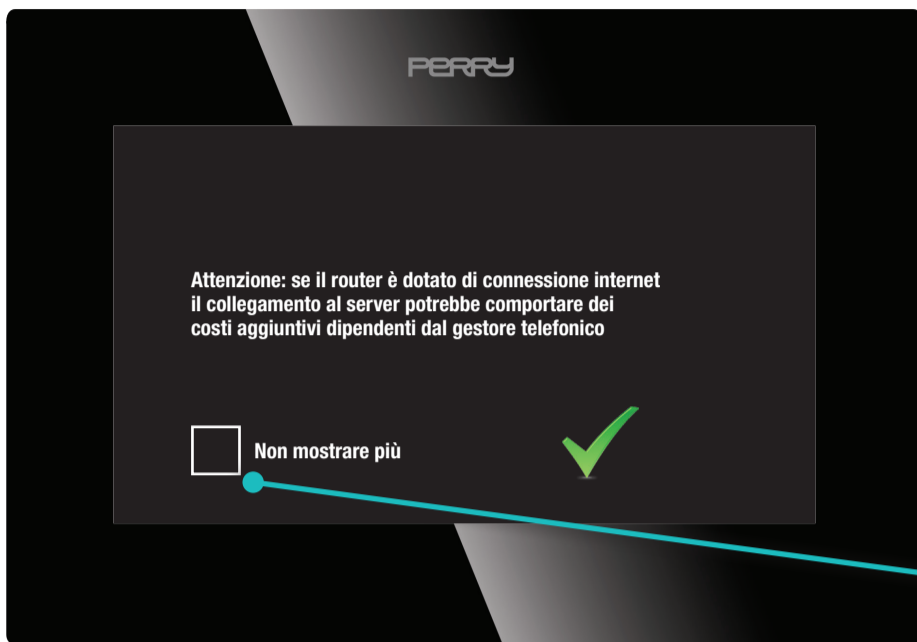 PERRY
Attenzione: se il router è dotato di connessione internet
il collegamento al server potrebbe comportare dei
costi aggiuntivi dipendenti dal gestore telefonico
Non mostrare più